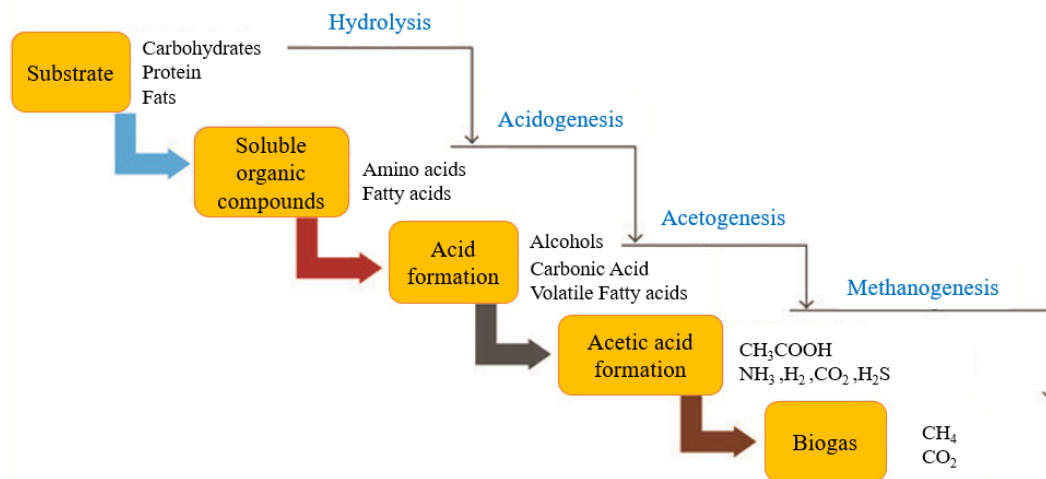 Hydrolysis
Substrate
Carbohydrates
Protein
Fats
Acidogenesis
Soluble
organic
compounds
Amino acids
Fatty acids
Acetogenesis
Acid
formation
Alcohols
Carbonic Acid
Volatile Fatty acids
Methanogenesis
Acetic acid
formation
CH₃COOH
NH₃ ,H₂ ,CO₂ ,H₂S
Biogas
CH₄
CO₂